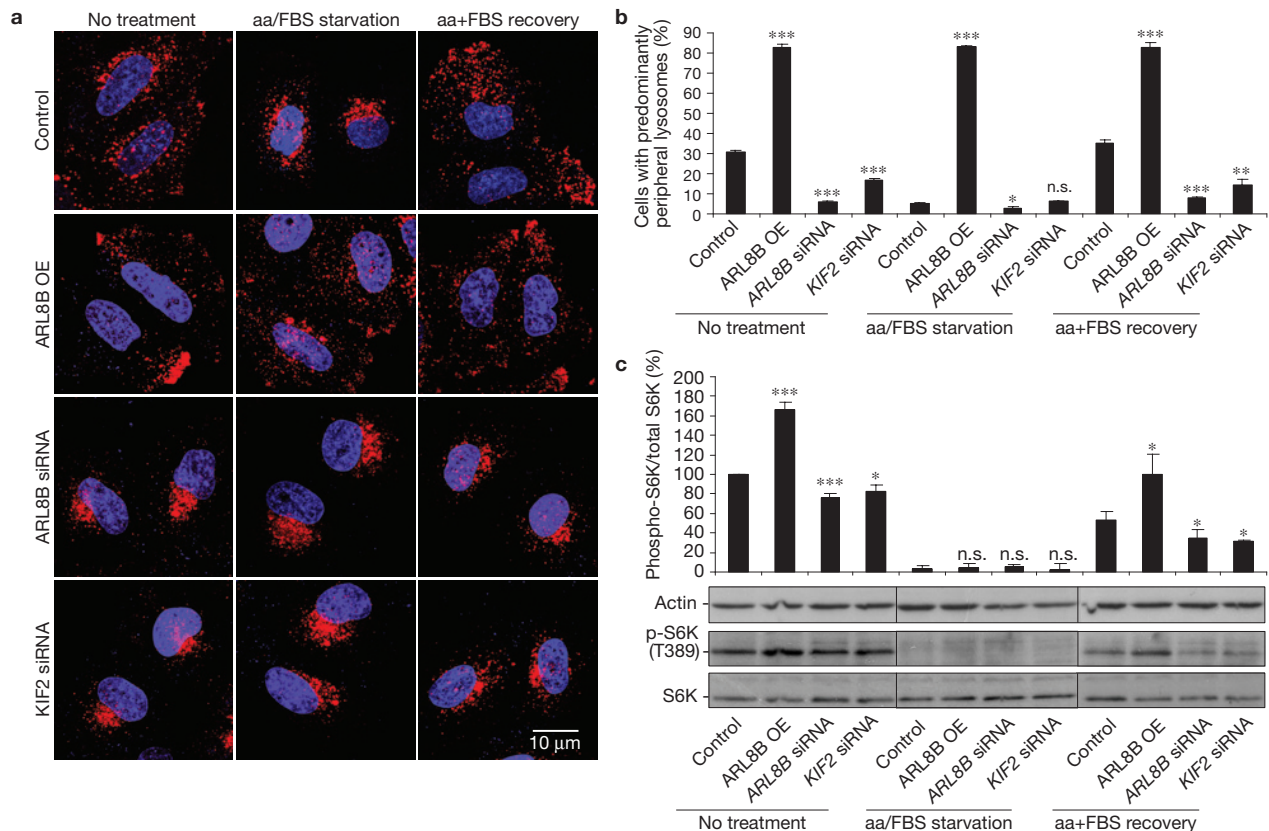 a
No treatment
aa/FBS starvation
aa+FBS recovery
Control
ARL8B OE
ARL8B siRNA
KIF2 siRNA
10 μm
b
Cells with predominantly
peripheral lysosomes (%)
90
80
70
60
50
40
30
20
10
0
***
***
***
***
*
n.s.
***
***
**
Control
ARL8B OE
ARL8B siRNA
KIF2 siRNA
Control
ARL8B OE
ARL8B siRNA
KIF2 siRNA
Control
ARL8B OE
ARL8B siRNA
KIF2 siRNA
No treatment
aa/FBS starvation
aa+FBS recovery
c
Phospho-S6K/total S6K (%)
200
180
160
140
120
100
80
60
40
20
0
***
***
*
n.s.
n.s.
n.s.
*
*
*
Actin
p-S6K
(T389)
S6K
Control
ARL8B OE
ARL8B siRNA
KIF2 siRNA
Control
ARL8B OE
ARL8B siRNA
KIF2 siRNA
Control
ARL8B OE
ARL8B siRNA
KIF2 siRNA
No treatment
aa/FBS starvation
aa+FBS recovery